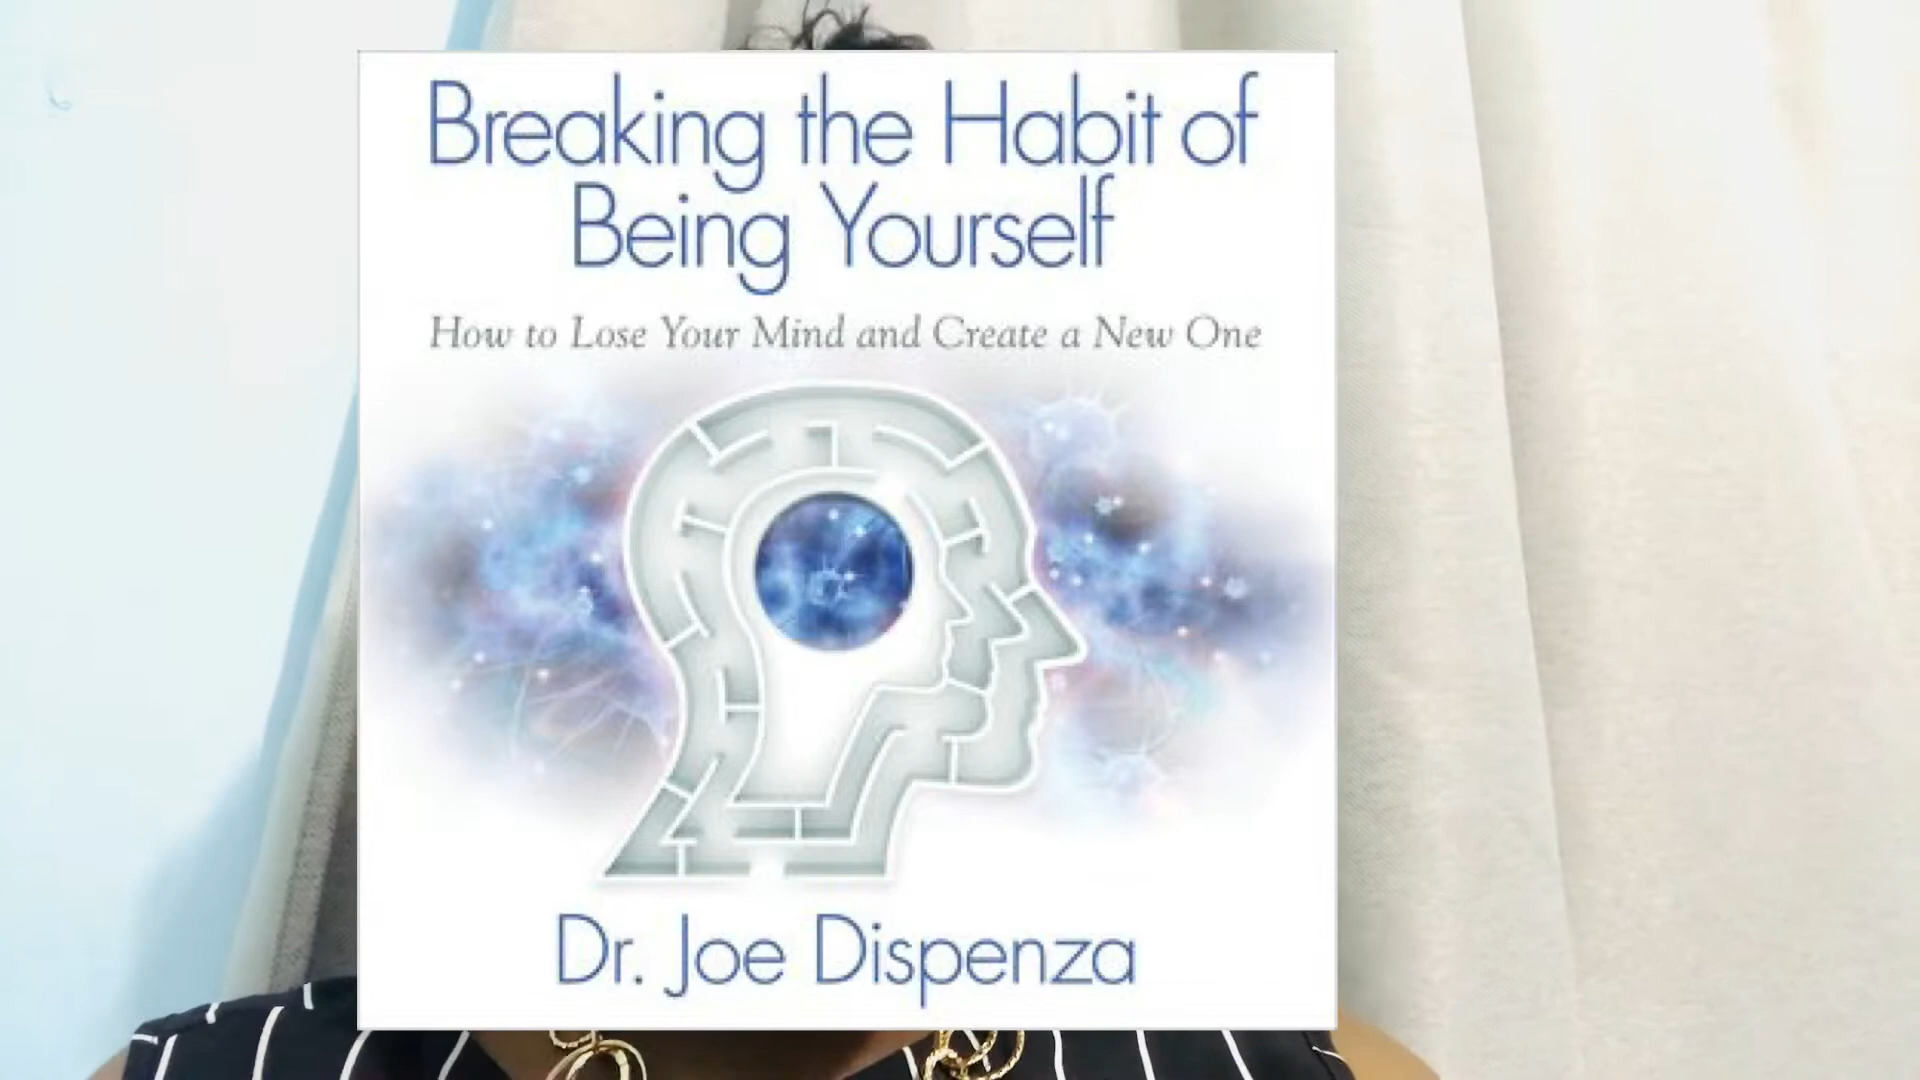 Breaking the Habit of
Being Yourself
How to Lose Your Mind and Create a New One
Dr. Joe Dispenza